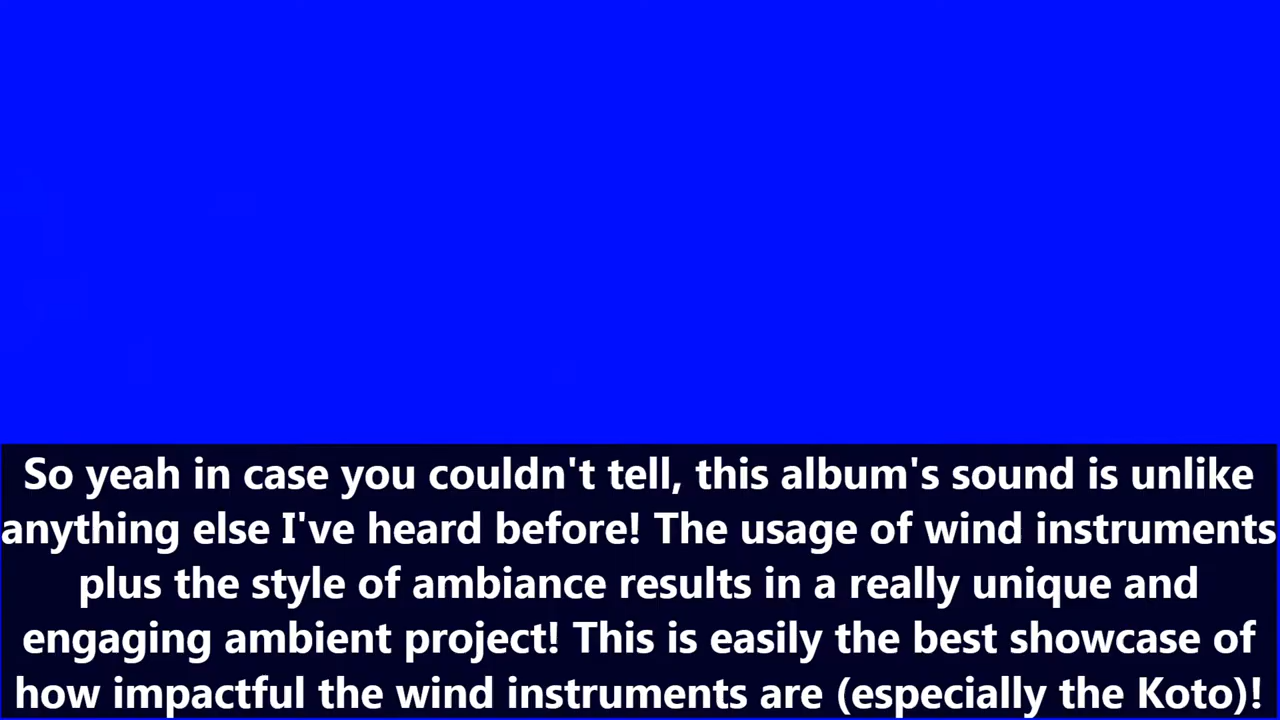 So yeah in case you couldn't tell, this album's sound is unlike
anything else I've heard before! The usage of wind instruments
plus the style of ambiance results in a really unique and
engaging ambient project! This is easily the best showcase of
how impactful the wind instruments are (especially the Koto)!